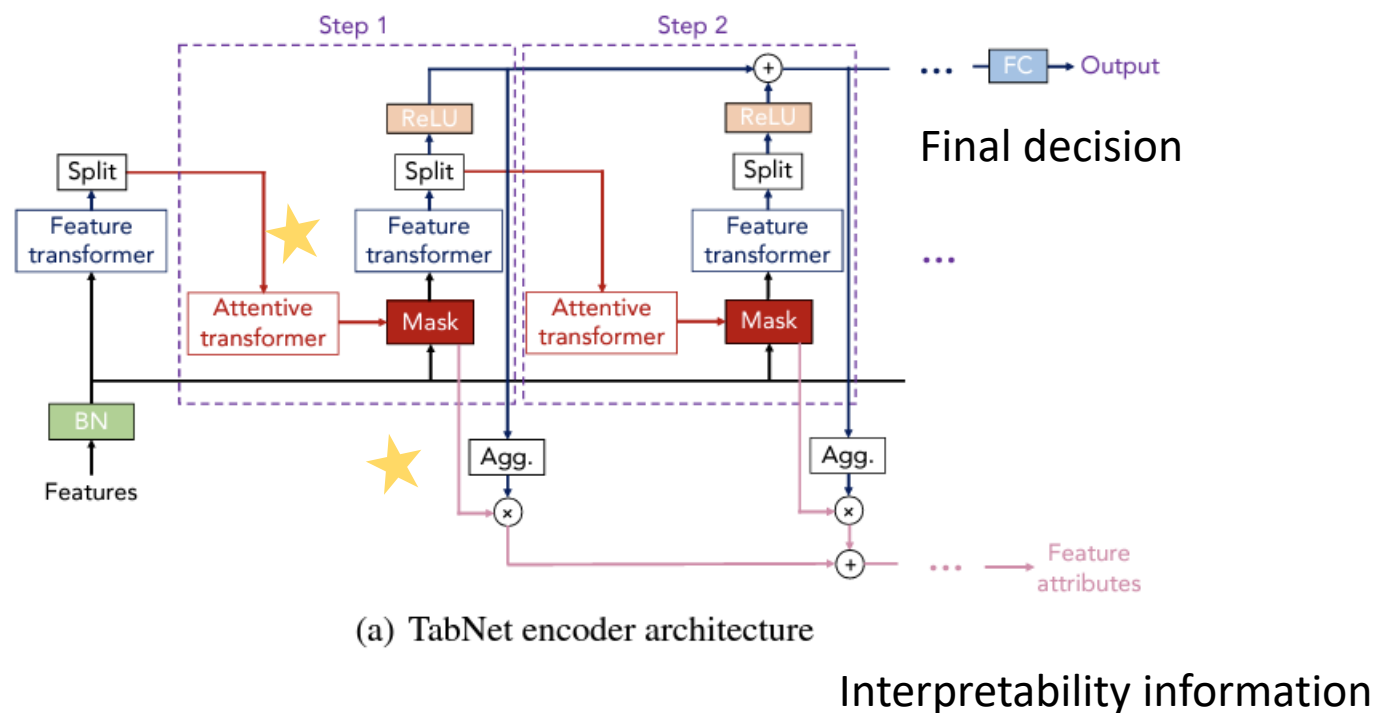 Step 1
Step 2
+
...
FC
Output
ReLU
ReLU
Final decision
Split
Split
Split
Feature
transformer
Feature
transformer
Feature
transformer
...
Attentive
transformer
Mask
Attentive
transformer
Mask
BN
Features
Agg.
Agg.
×
×
+
...
Feature
attributes
(a) TabNet encoder architecture
Interpretability information